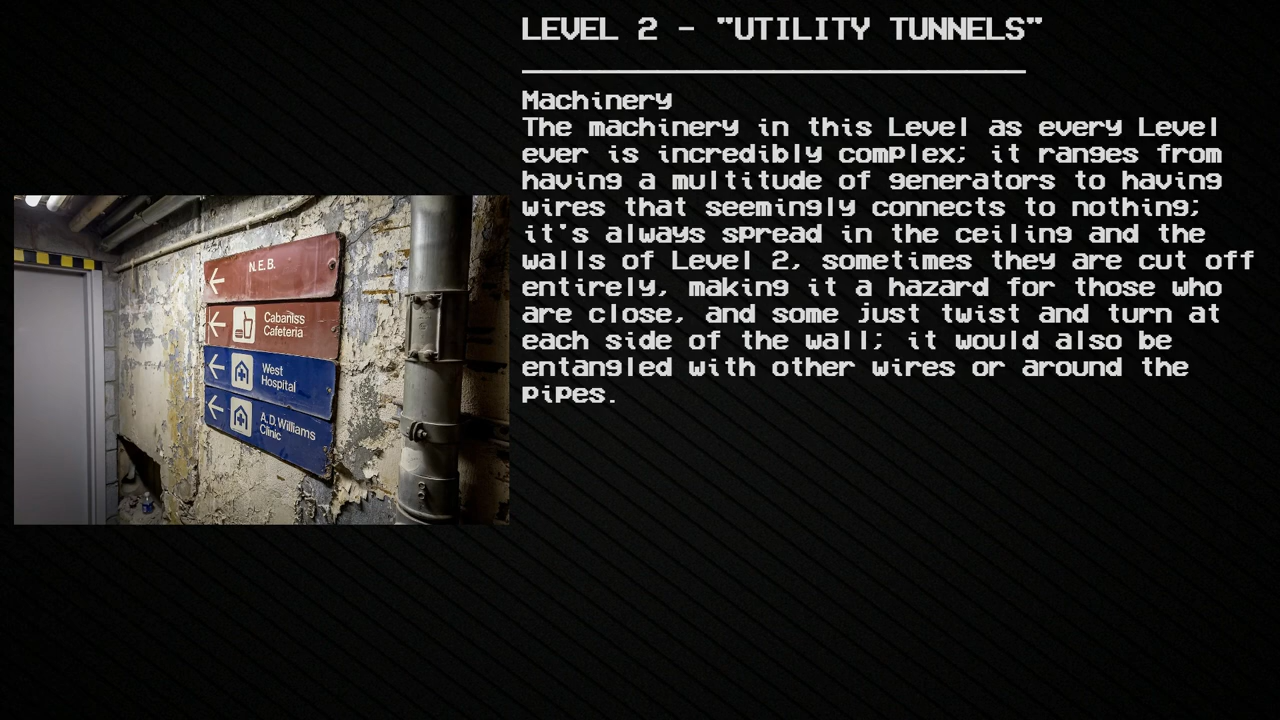 LEVEL 2 - "UTILITY TUNNELS"
Machinery
The machinery in this Level as every Level
ever is incredibly complex; it ranges from
having a multitude of generators to having
wires that seemingly connects to nothing;
it's always spread in the ceiling and the
walls of Level 2, sometimes they are cut off
entirely, making it a hazard for those who
are close, and some just twist and turn at
each side of the wall; it would also be
entangled with other wires or around the
pipes.
N.E.B.
Cabaniss
Cafeteria
West
Hospital
A.D. Williams
Clinic